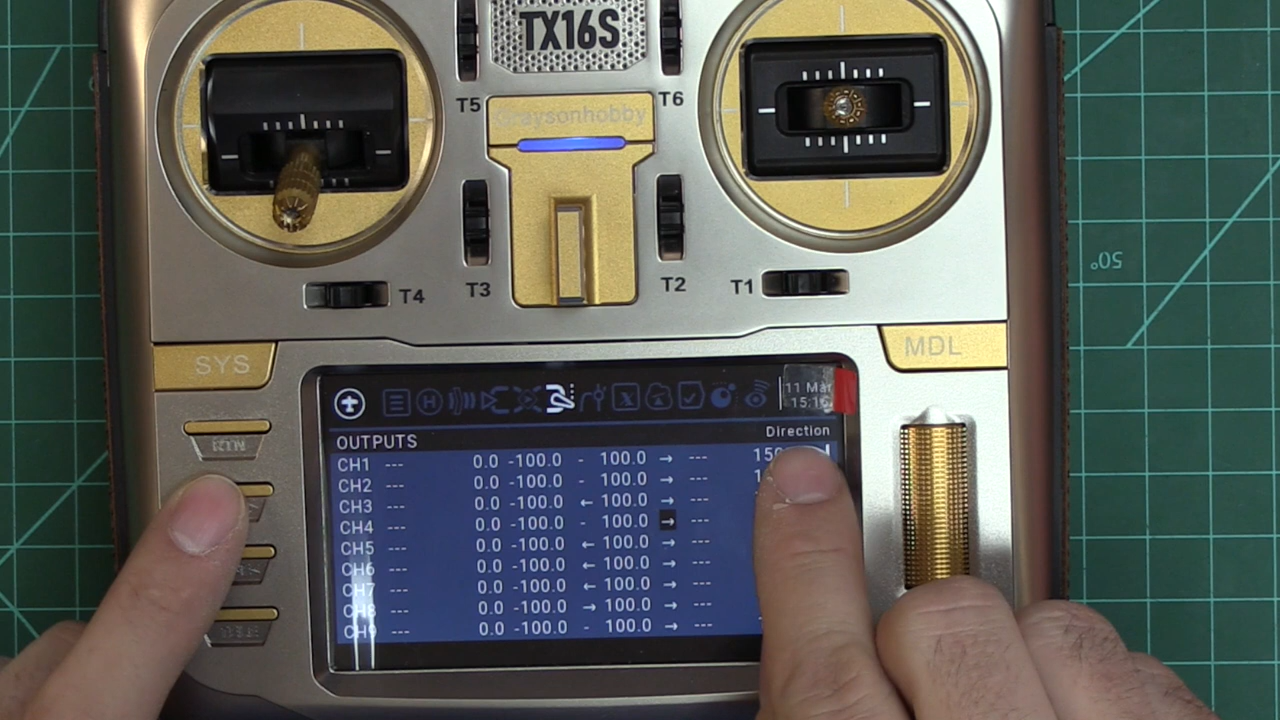 TX16S
T5
T6
Graysonhobby
T3
T2
T4
T1
50°
SYS
MDL
11 Mar
OUTPUTS Direction
CH1 --- 0.0 -100.0 - 100.0 → ---
CH2 --- 0.0 -100.0 - 100.0 → ---
CH3 --- 0.0 -100.0 ← 100.0 → ---
CH4 --- 0.0 -100.0 - 100.0 → ---
CH5 --- 0.0 -100.0 ← 100.0 → ---
CH6 --- 0.0 -100.0 ← 100.0 → ---
CH7 --- 0.0 -100.0 ← 100.0 → ---
CH8 --- 0.0 -100.0 → 100.0 → ---
CH9 --- 0.0 -100.0 - 100.0 → ---